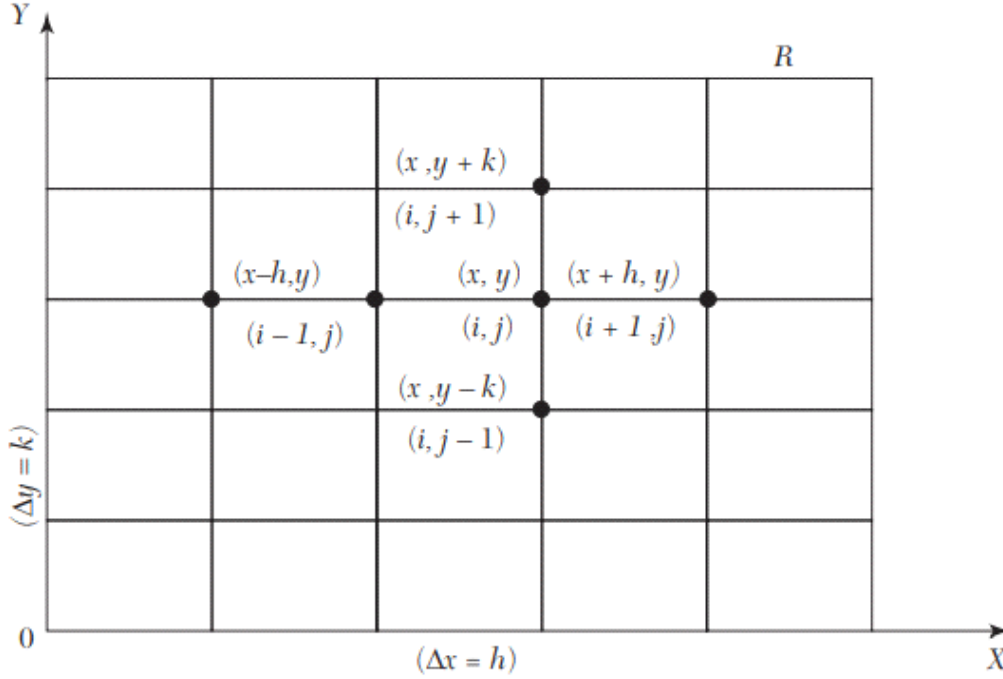 Y
R
(x ,y + k)
(i, j + 1)
(x–h,y) (x, y) (x + h, y)
(i – 1, j) (i, j) (i + 1 ,j)
(x ,y – k)
(i, j – 1)
(Δy = k)
0
(Δx = h)
X